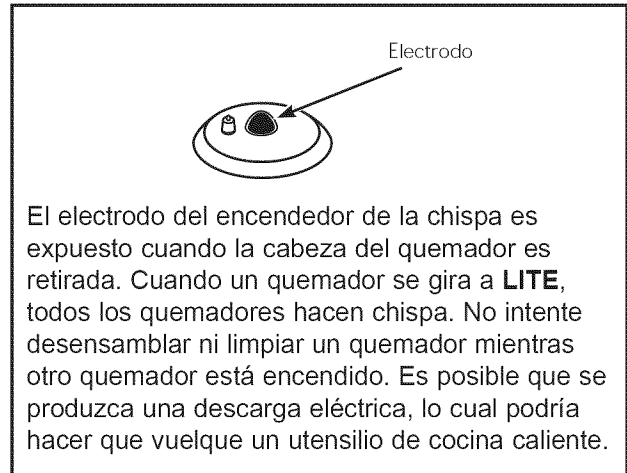 Electrodo
El electrodo del encendedor de la chispa es
expuesto cuando la cabeza del quemador es
retirada. Cuando un quemador se gira a LITE,
todos los quemadores hacen chispa. No intente
desensamblar ni limpiar un quemador mientras
otro quemador está encendido. Es posible que se
produzca una descarga eléctrica, lo cual podría
hacer que vuelque un utensilio de cocina caliente.